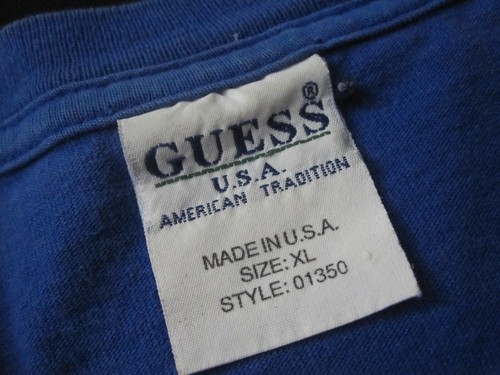 GUESS®
U.S.A.
AMERICAN TRADITION
MADE IN U.S.A.
SIZE: XL
STYLE: 01350